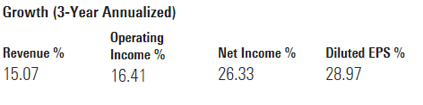 Growth (3-Year Annualized)
Operating
Revenue % Income % Net Income % Diluted EPS %
15.07 16.41 26.33 28.97